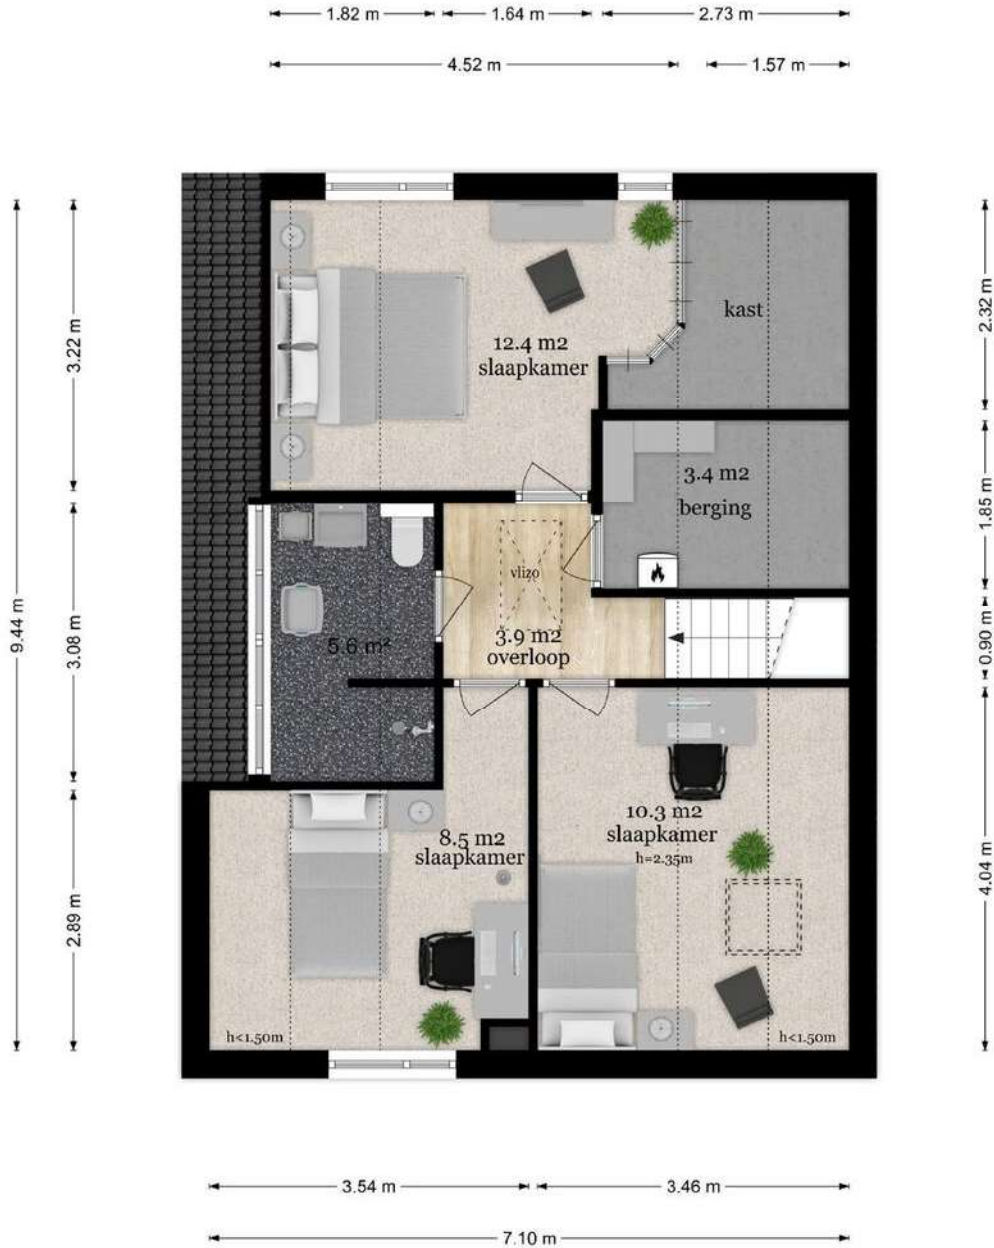 1.82 m
1.64 m
2.73 m
4.52 m
1.57 m
9.44 m
3.22 m
3.08 m
2.89 m
2.32 m
1.85 m
0.90 m
4.04 m
kast
12.4 m2
slaapkamer
3.4 m2
berging
vlizo
5.6 m²
3.9 m2
overloop
8.5 m2
slaapkamer
10.3 m2
slaapkamer
h=2.35m
h<1.50m
h<1.50m
3.54 m
3.46 m
7.10 m